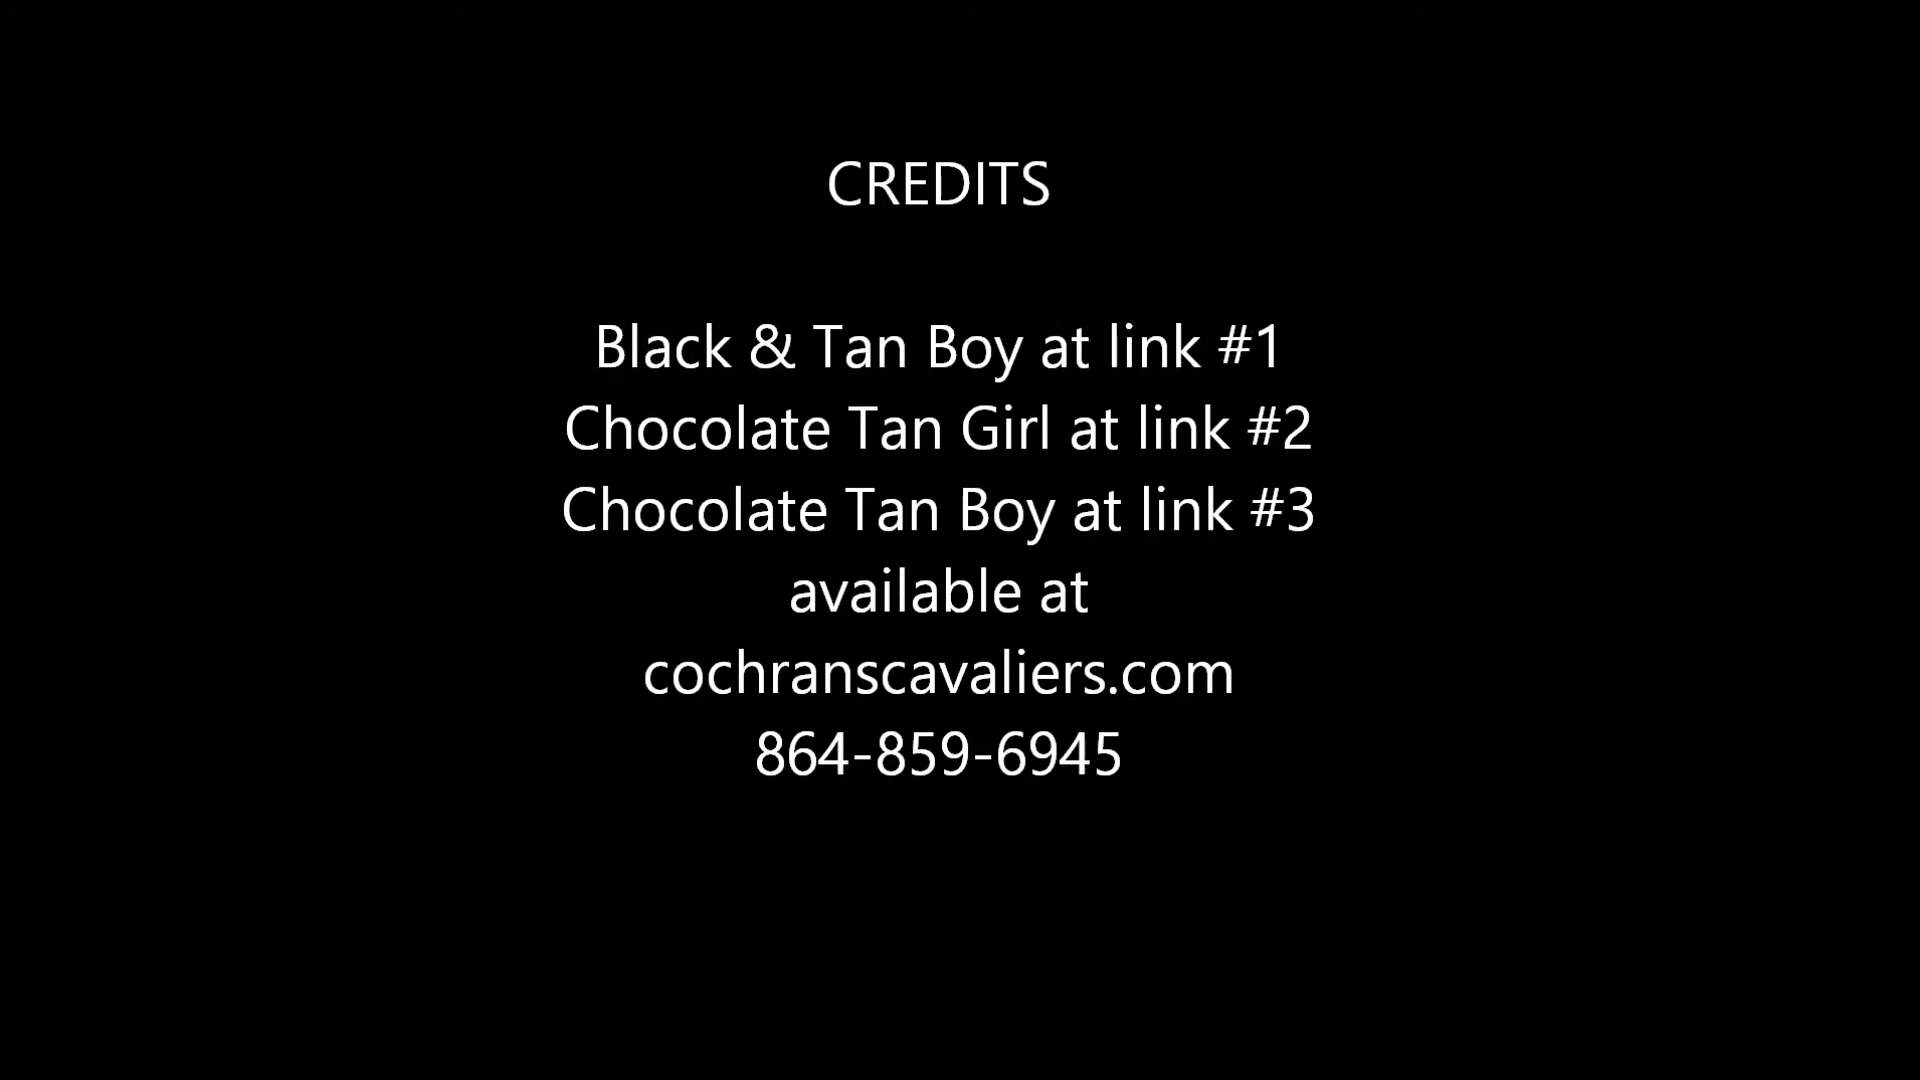 CREDITS
Black & Tan Boy at link #1
Chocolate Tan Girl at link #2
Chocolate Tan Boy at link #3
available at
cochranscavaliers.com
864-859-6945